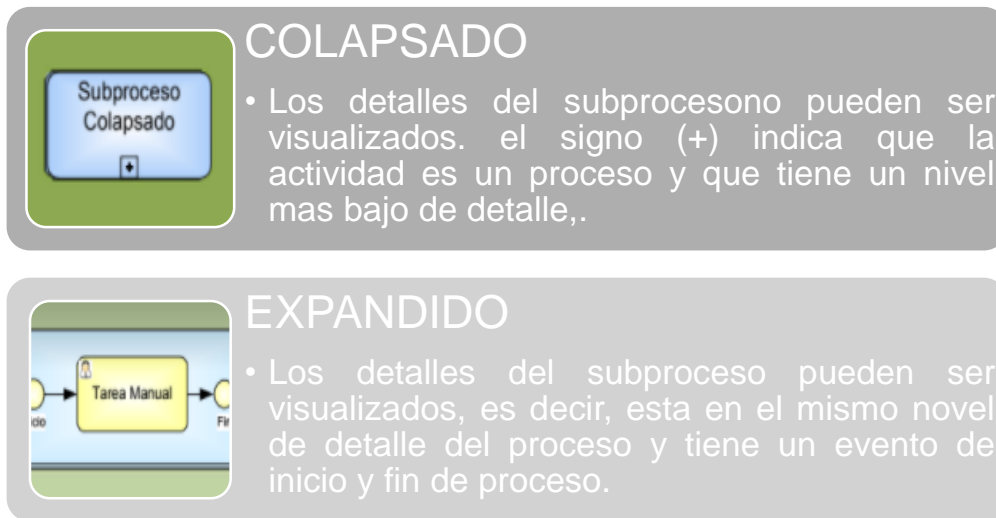 COLAPSADO
Subproceso
Colapsado
• Los detalles del subprocesono pueden ser
visualizados. el signo (+) indica que la
actividad es un proceso y que tiene un nivel
mas bajo de detalle,.
EXPANDIDO
Tarea Manual
• Los detalles del subproceso pueden ser
visualizados, es decir, esta en el mismo novel
de detalle del proceso y tiene un evento de
inicio y fin de proceso.